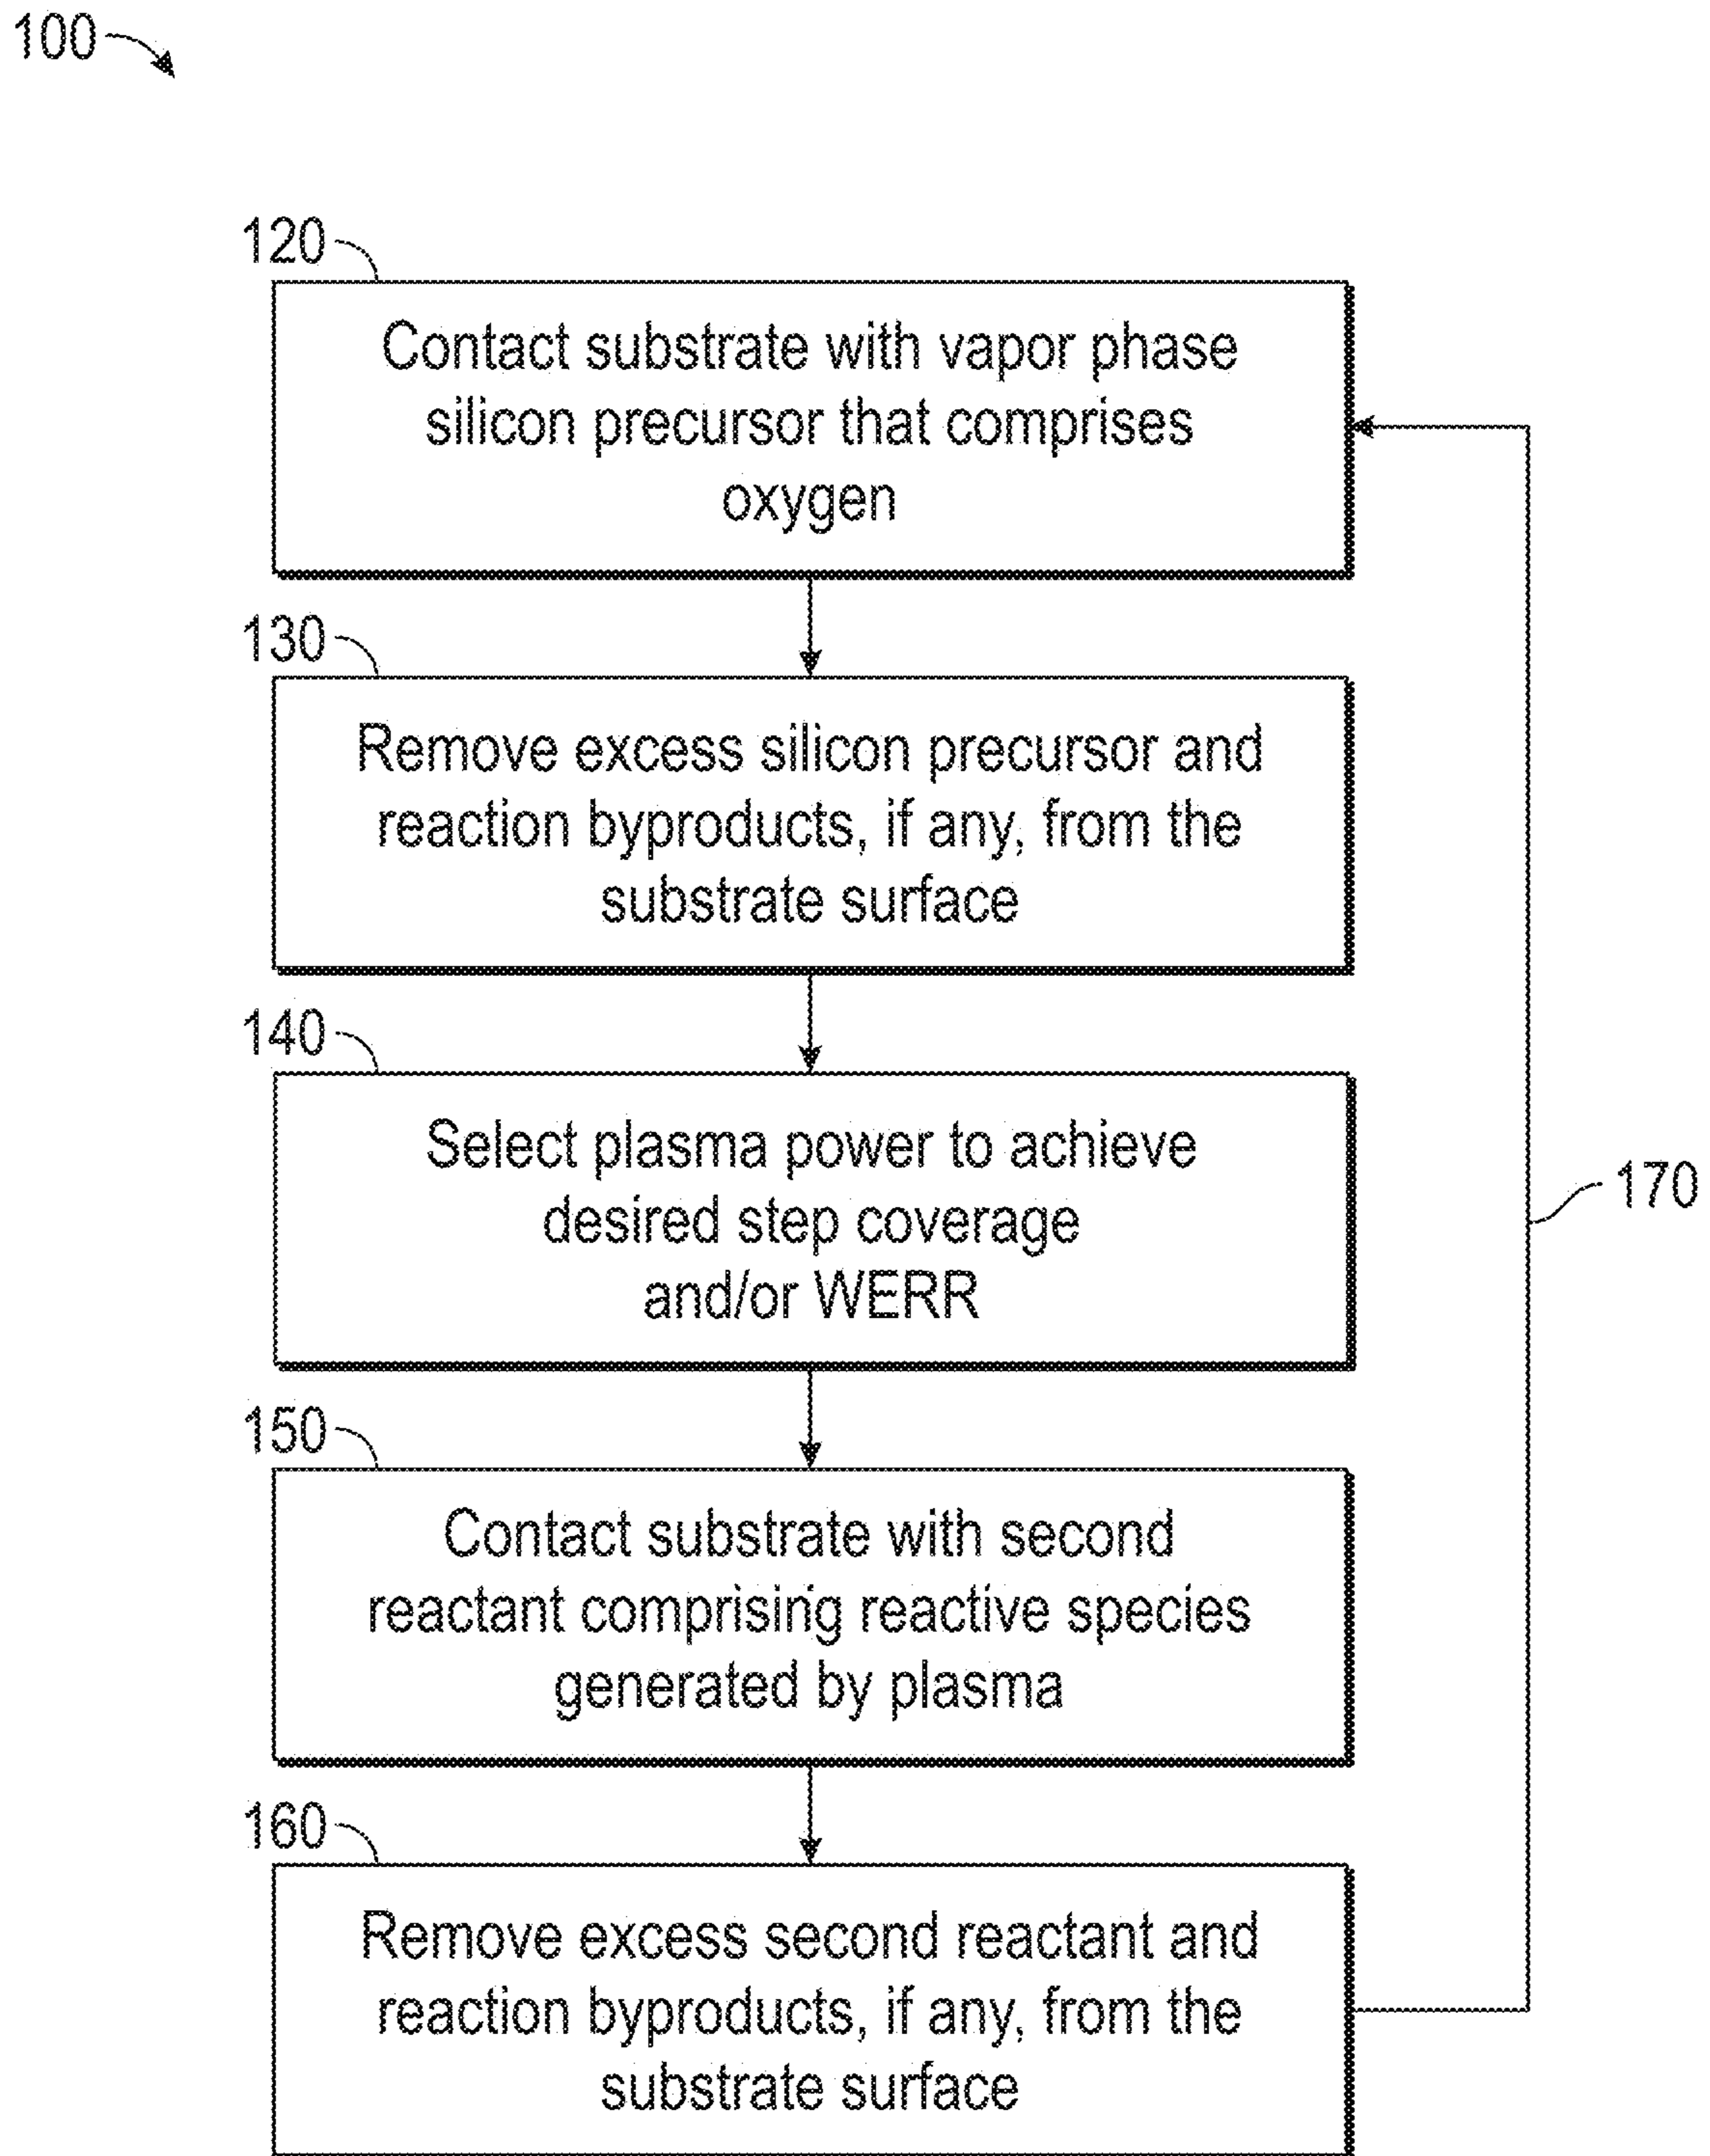 100
120
Contact substrate with vapor phase
silicon precursor that comprises
oxygen
130
Remove excess silicon precursor and
reaction byproducts, if any, from the
substrate surface
140
Select plasma power to achieve
desired step coverage
and/or WERR
150
Contact substrate with second
reactant comprising reactive species
generated by plasma
160
Remove excess second reactant and
reaction byproducts, if any, from the
substrate surface
170